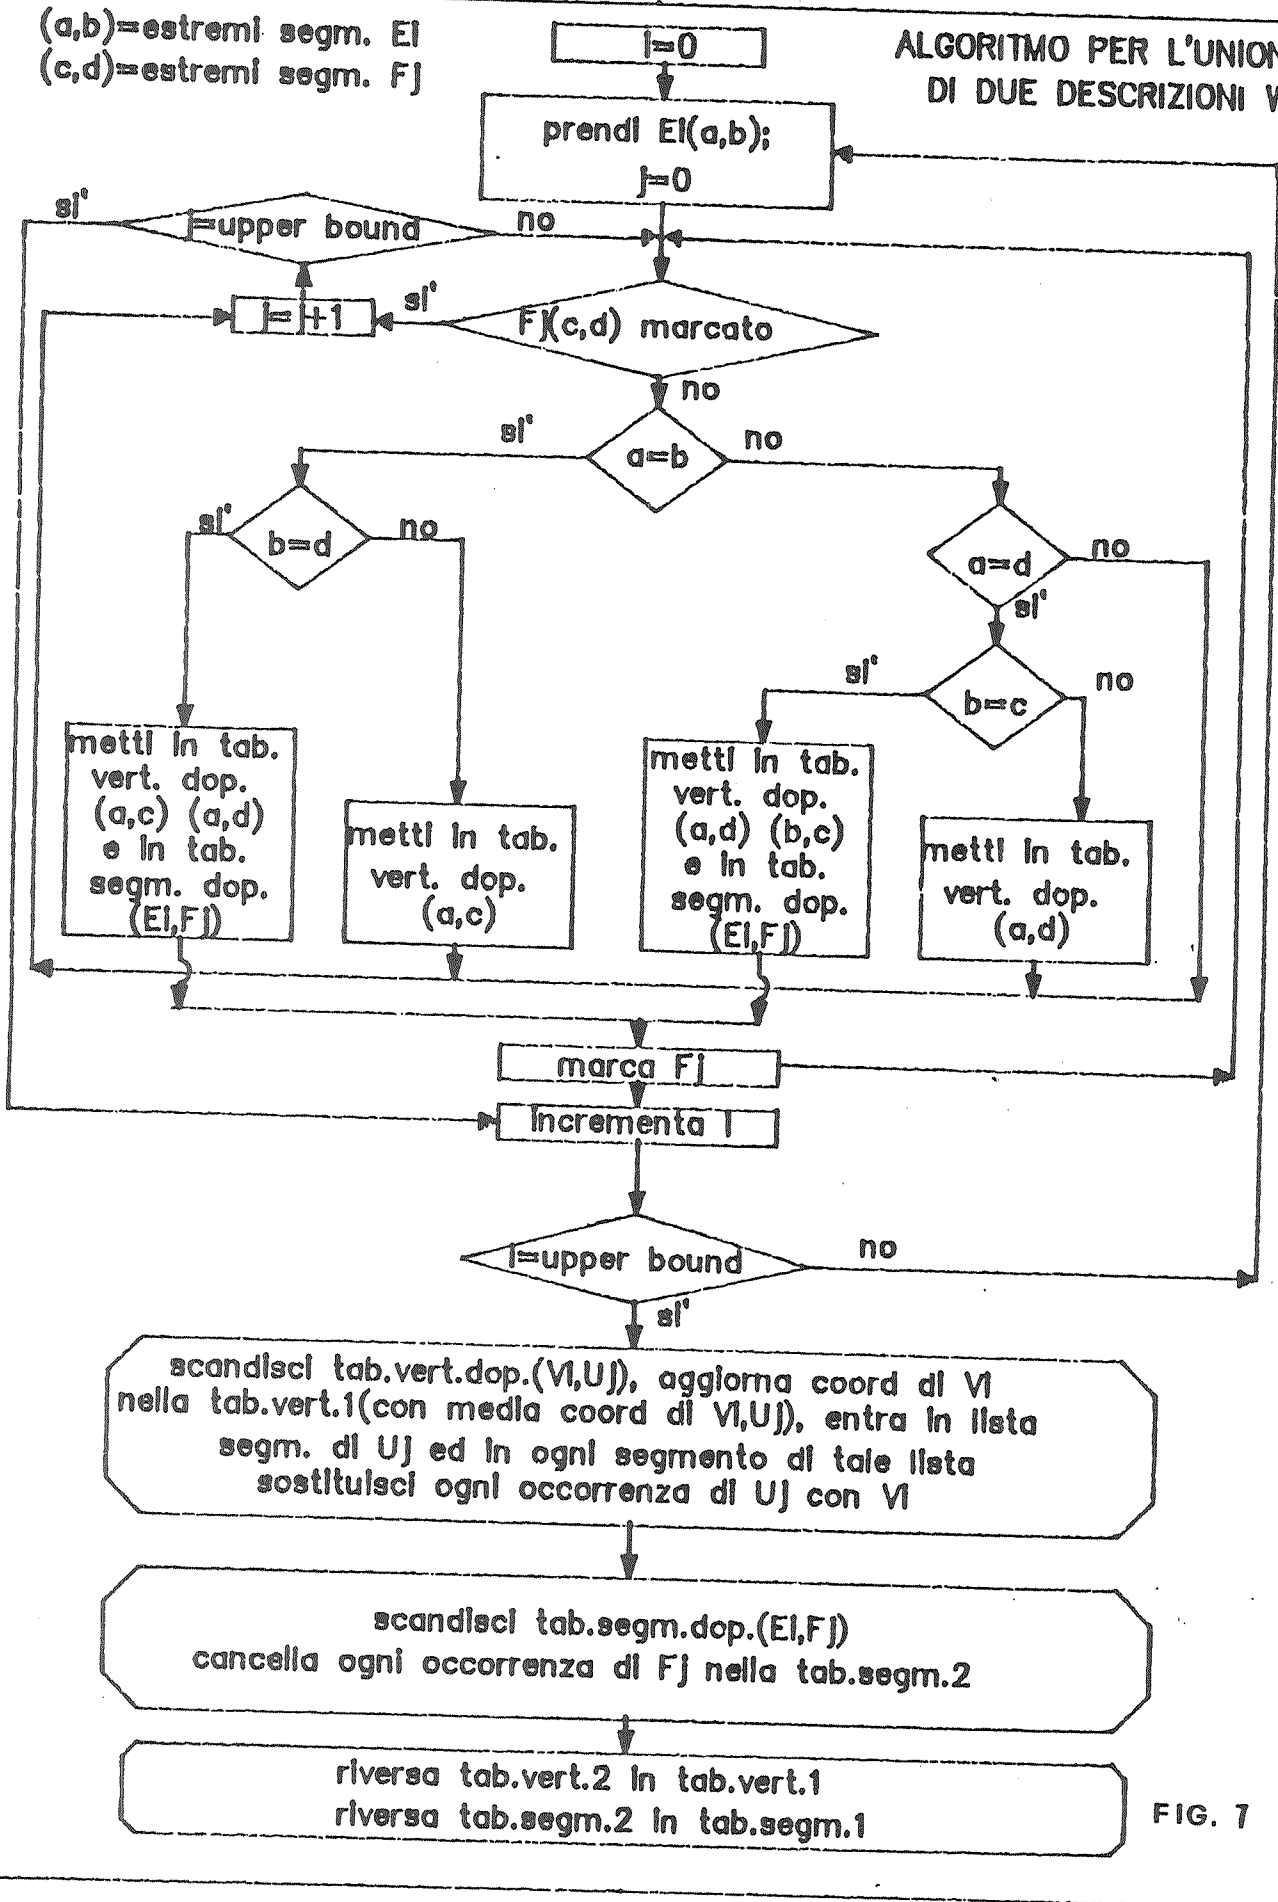 (a,b)=estremi segm. Ei
(c,d)=estremi segm. Fj
ALGORITMO PER L'UNION
DI DUE DESCRIZIONI
i=0
prendi Ei(a,b);
j=0
si'
j=upper bound
no
j=j+1
si'
Fj(c,d) marcato
no
si'
a=b
no
si'
b=d
no
a=d
no
si'
si'
b=c
no
metti in tab.
vert. dop.
(a,c) (a,d)
e in tab.
segm. dop.
(Ei,Fj)
metti in tab.
vert. dop.
(a,c)
metti in tab.
vert. dop.
(a,d) (b,c)
e in tab.
segm. dop.
(Ei,Fj)
metti in tab.
vert. dop.
(a,d)
marca Fj
incrementa i
i=upper bound
no
si'
scandisci tab.vert.dop.(Vi,Uj), aggiorna coord di Vi
nella tab.vert.1(con media coord di Vi,Uj), entra in lista
segm. di Uj ed in ogni segmento di tale lista
sostituisci ogni occorrenza di Uj con Vi
scandisci tab.segm.dop.(Ei,Fj)
cancella ogni occorrenza di Fj nella tab.segm.2
riversa tab.vert.2 in tab.vert.1
riversa tab.segm.2 in tab.segm.1
FIG. 7